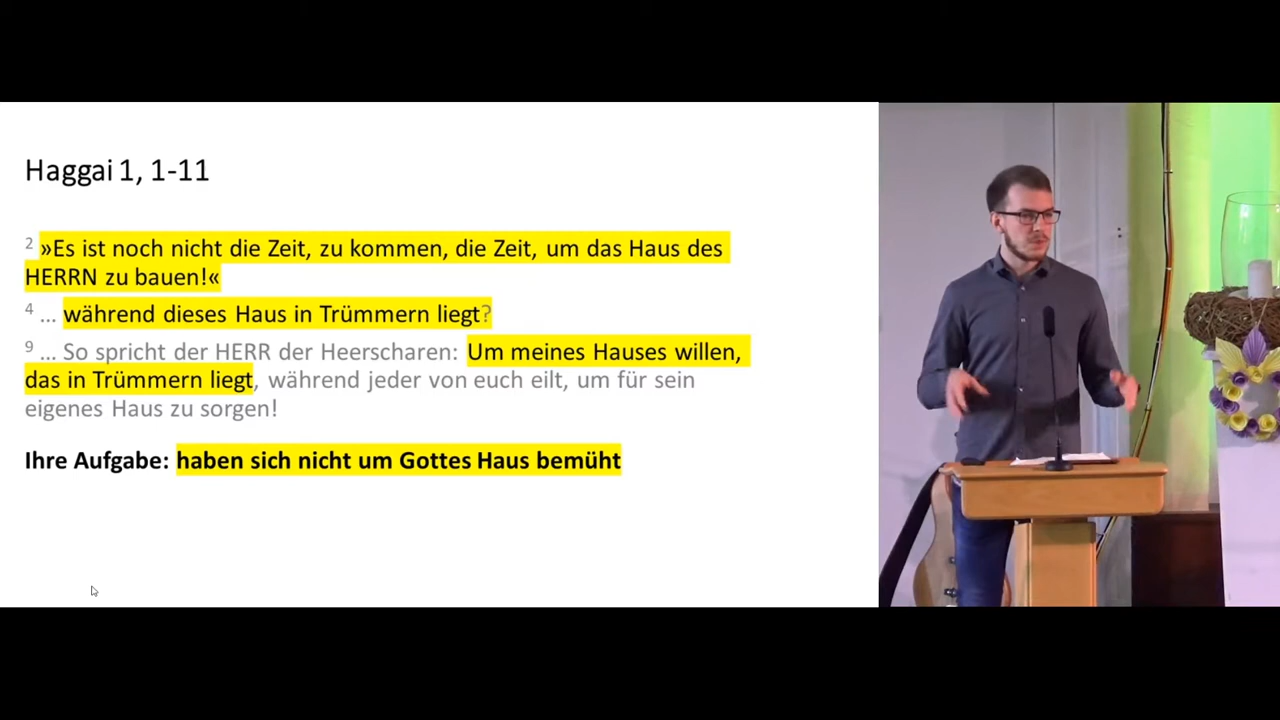 Haggai 1, 1-11
2 »Es ist noch nicht die Zeit, zu kommen, die Zeit, um das Haus des
HERRN zu bauen!«
4 ... während dieses Haus in Trümmern liegt?
9 ... So spricht der HERR der Heerscharen: Um meines Hauses willen,
das in Trümmern liegt, während jeder von euch eilt, um für sein
eigenes Haus zu sorgen!
Ihre Aufgabe: haben sich nicht um Gottes Haus bemüht